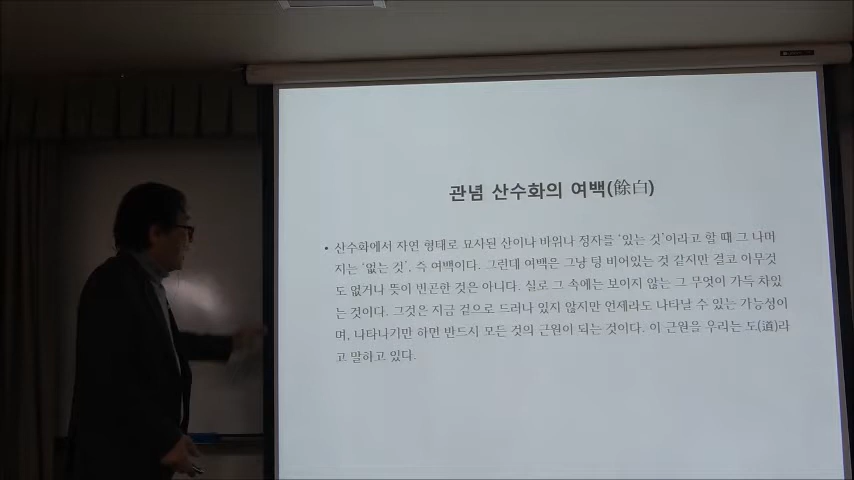 관념 산수화의 여백(餘白)
• 산수화에서 자연 형태로 묘사된 산이나 바위나 정자를 '있는 것'이라고 할 때 그 나머
지는 '없는 것', 즉 여백이다. 그런데 여백은 그냥 텅 비어있는 것 같지만 결코 아무것
도 없거나 뜻이 빈곤한 것은 아니다. 실로 그 속에는 보이지 않는 그 무엇이 가득 차있
는 것이다. 그것은 지금 겉으로 드러나 있지 않지만 언제라도 나타날 수 있는 가능성이
며, 나타나기만 하면 반드시 모든 것의 근원이 되는 것이다. 이 근원을 우리는 도(道)라
고 말하고 있다.